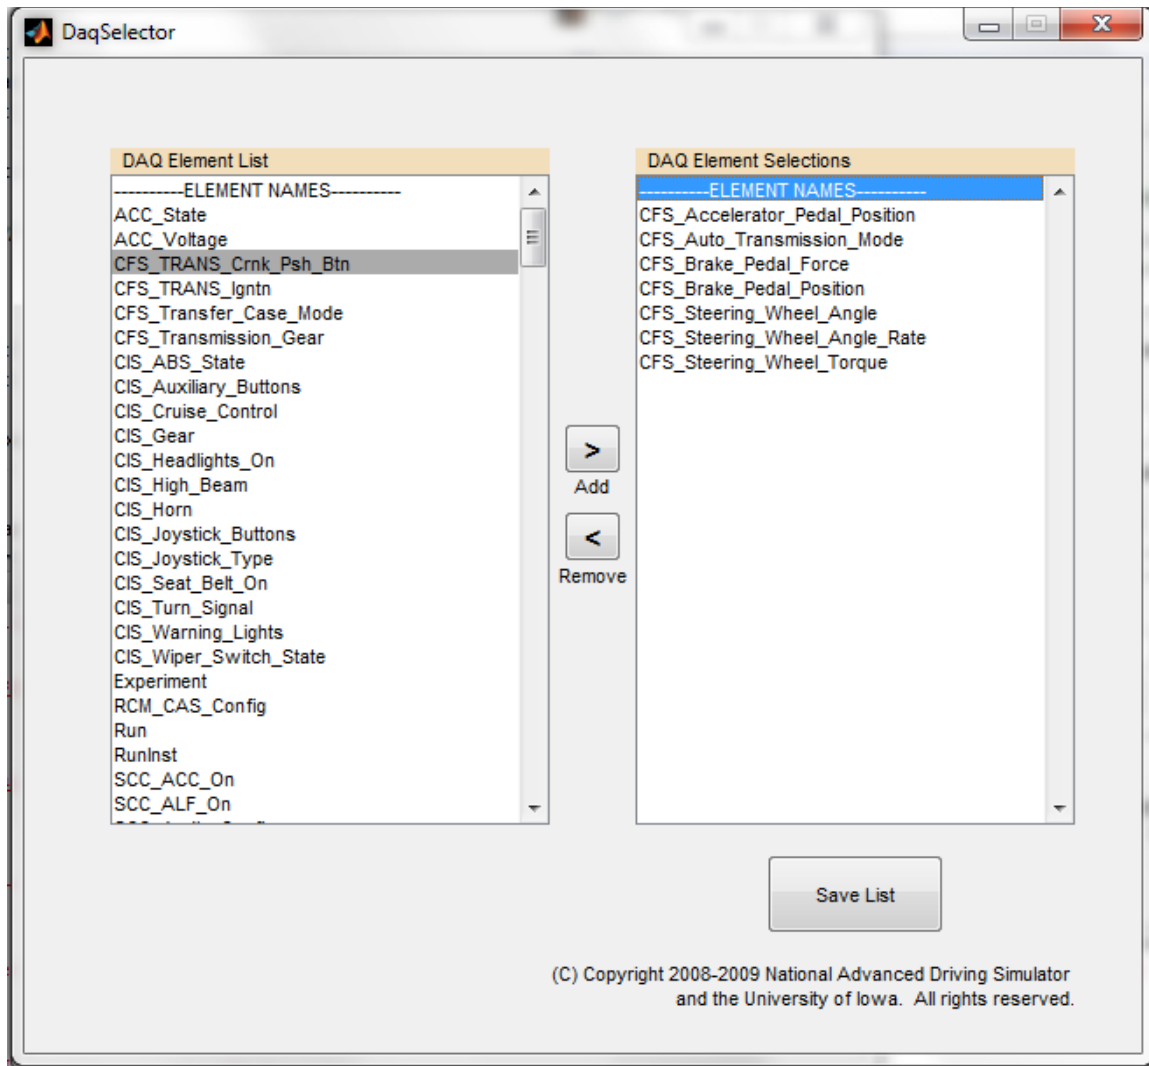 DaqSelector
DAQ Element List
----------ELEMENT NAMES----------
ACC_State
ACC_Voltage
CFS_TRANS_Crnk_Psh_Btn
CFS_TRANS_Igntn
CFS_Transfer_Case_Mode
CFS_Transmission_Gear
CIS_ABS_State
CIS_Auxiliary_Buttons
CIS_Cruise_Control
CIS_Gear
CIS_Headlights_On
CIS_High_Beam
CIS_Horn
CIS_Joystick_Buttons
CIS_Joystick_Type
CIS_Seat_Belt_On
CIS_Turn_Signal
CIS_Warning_Lights
CIS_Wiper_Switch_State
Experiment
RCM_CAS_Config
Run
RunInst
SCC_ACC_On
SCC_ALF_On
>
Add
<
Remove
DAQ Element Selections
----------ELEMENT NAMES----------
CFS_Accelerator_Pedal_Position
CFS_Auto_Transmission_Mode
CFS_Brake_Pedal_Force
CFS_Brake_Pedal_Position
CFS_Steering_Wheel_Angle
CFS_Steering_Wheel_Angle_Rate
CFS_Steering_Wheel_Torque
Save List
(C) Copyright 2008-2009 National Advanced Driving Simulator
and the University of Iowa.  All rights reserved.